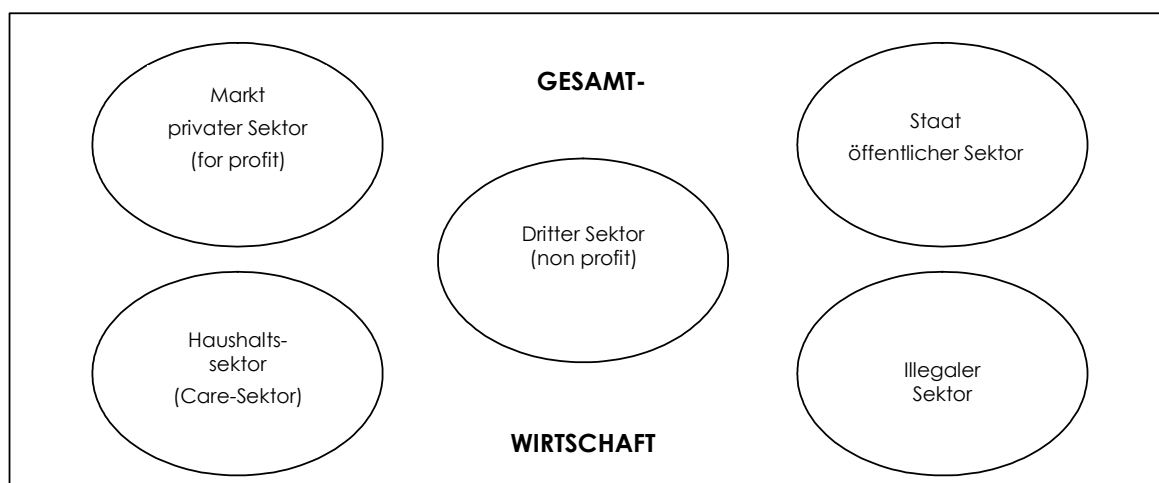 GESAMT-
Markt
privater Sektor
(for profit)
Staat
öffentlicher Sektor
Dritter Sektor
(non profit)
Haushalts-
sektor
(Care-Sektor)
Illegaler
Sektor
WIRTSCHAFT